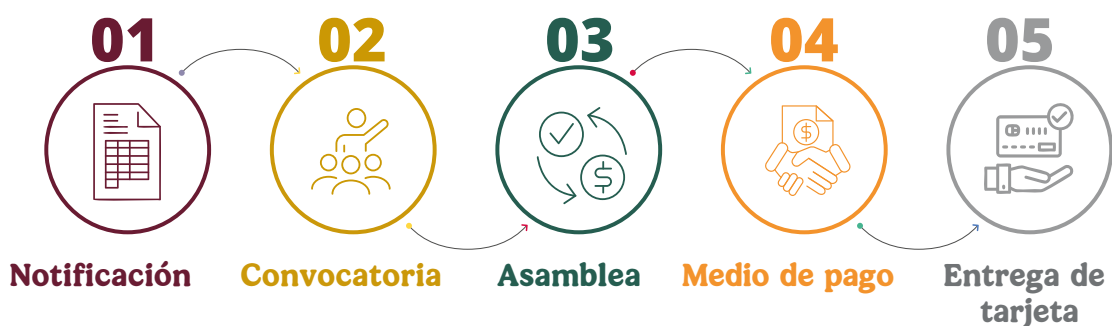 01
02
03
04
05
$
$
Notificación
Convocatoria
Asamblea
Medio de pago
Entrega de
tarjeta